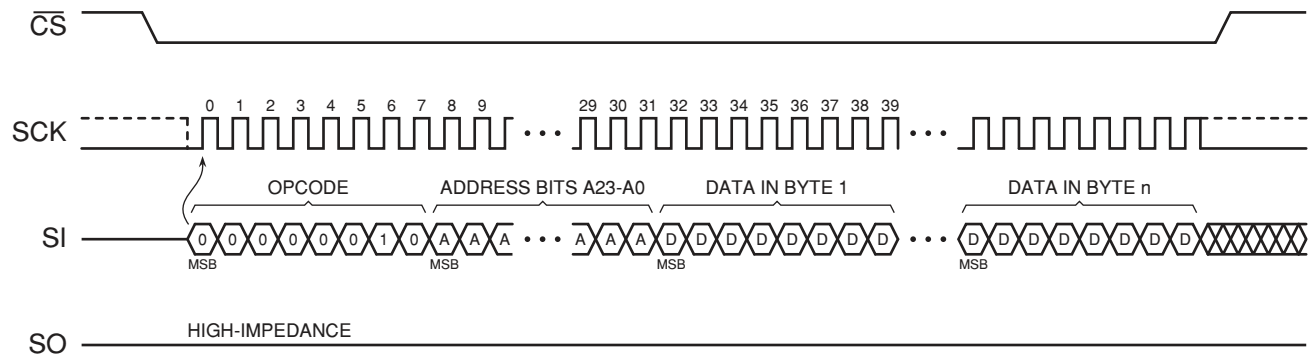 CS
0 1 2 3 4 5 6 7 8 9 29 30 31 32 33 34 35 36 37 38 39
SCK
OPCODE ADDRESS BITS A23-A0 DATA IN BYTE 1 DATA IN BYTE n
SI 0 0 0 0 0 0 1 0 A A A A A A D D D D D D D D D D D D D D D D
MSB MSB MSB MSB
HIGH-IMPEDANCE
SO